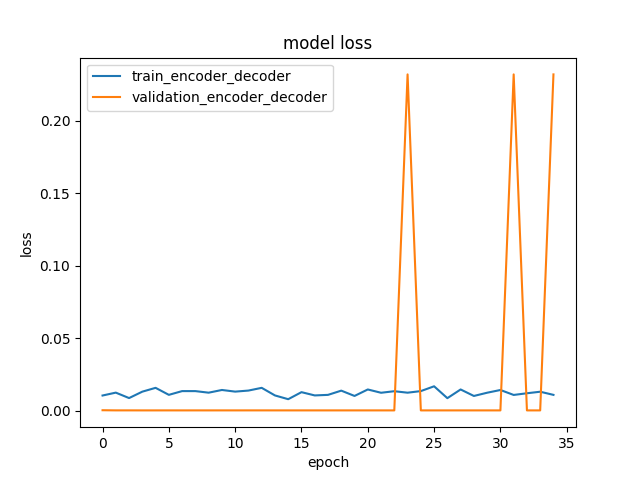 model loss
train_encoder_decoder
validation_encoder_decoder
0.20
0.15
0.10
0.05
0.00
loss
0 5 10 15 20 25 30 35
epoch